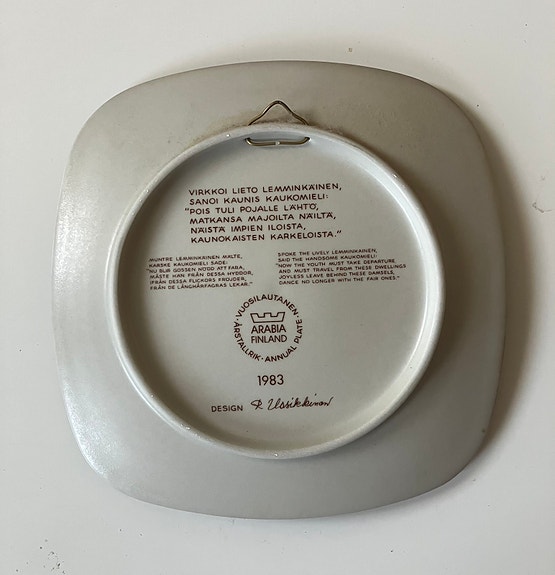 VIRKKOI LIETO LEMMINKÄINEN,
SANOI KAUNIS KAUKOMIELI:
"POIS TULI POJALLE LÄHTÖ,
MATKANSA MAJOILTA NÄILTÄ,
NÄISTÄ IMPIEN ILOISTA,
KAUNOKAISTEN KARKELOISTA."
MUNTRE LEMMINKÄINEN MÄLTE,
KARSKE KAUKOMIELI SADE:
"NU BLIR GOSSEN NÖDD ATT FARA,
MÅSTE HÄN FRÅN DESSA HYDDOR,
IFRÅN DESSA FLICKORS FRÖJDER,
FRÅN DE LÅNGHÅRFAGRAS LEKAR."
SPOKE THE LIVELY LEMMINKAINEN,
SAID THE HANDSOME KAUKOMIELI:
"NOW THE YOUTH MUST TAKE DEPARTURE,
AND MUST TRAVEL FROM THESE DWELLINGS
JOYLESS LEAVE BEHIND THESE DAMSELS,
DANCE NO LONGER WITH THE FAIR ONES."
VUOSILAUTANEN·
ÅRSTALLRIK·ANNUAL PLATE·
ARABIA
FINLAND
1983
DESIGN R. Uosikkinen